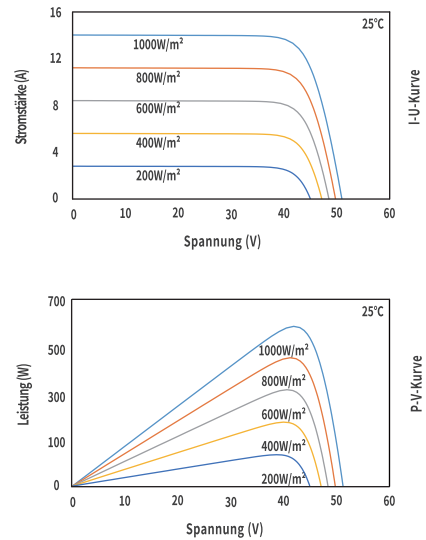 16
25°C
1000W/m²
12
800W/m²
Stromstärke (A)
I-U-Kurve
8
600W/m²
400W/m²
4
200W/m²
0
0 10 20 30 40 50 60
Spannung (V)
700
25°C
500
1000W/m²
800W/m²
Leistung (W)
P-V-Kurve
300
600W/m²
100
400W/m²
200W/m²
0
0 10 20 30 40 50 60
Spannung (V)